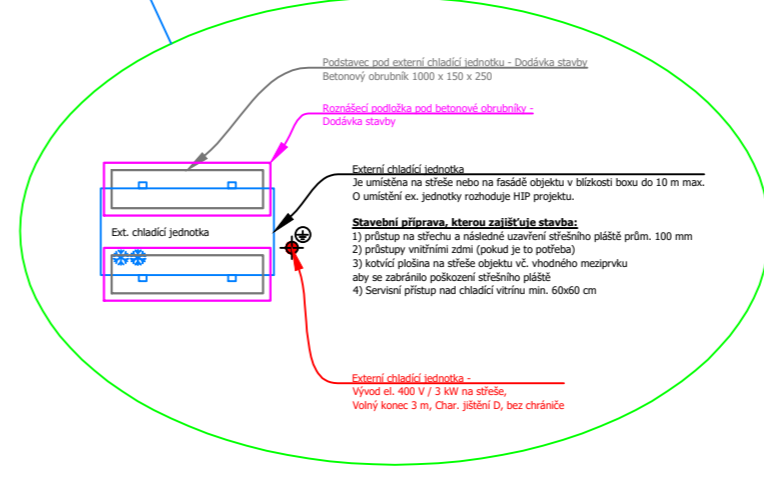 Podstavec pod externí chladící jednotku - Dodávka stavby
Betonový obrubník 1000 x 150 x 250
Roznášecí podložka pod betonové obrubníky -
Dodávka stavby
Externí chladící jednotka
Je umístěna na střeše nebo na fasádě objektu v blízkosti boxu do 10 m max.
O umístění ex. jednotky rozhoduje HIP projektu.
Ext. chladící jednotka
Stavební příprava, kterou zajišťuje stavba:
1) průstup na střechu a následné uzavření střešního pláště prům. 100 mm
2) průstupy vnitřními zdmi (pokud je to potřeba)
3) kotvící plošina na střeše objektu vč. vhodného meziprvku
aby se zabránilo poškození střešního pláště
4) Servisní přístup nad chladící vitrínu min. 60x60 cm
Externí chladící jednotka -
Vývod el. 400 V / 3 kW na střeše,
Volný konec 3 m, Char. jištění D, bez chrániče